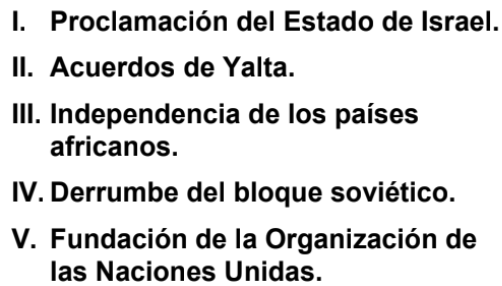 I. Proclamación del Estado de Israel.
II. Acuerdos de Yalta.
III. Independencia de los países
africanos.
IV. Derrumbe del bloque soviético.
V. Fundación de la Organización de
las Naciones Unidas.